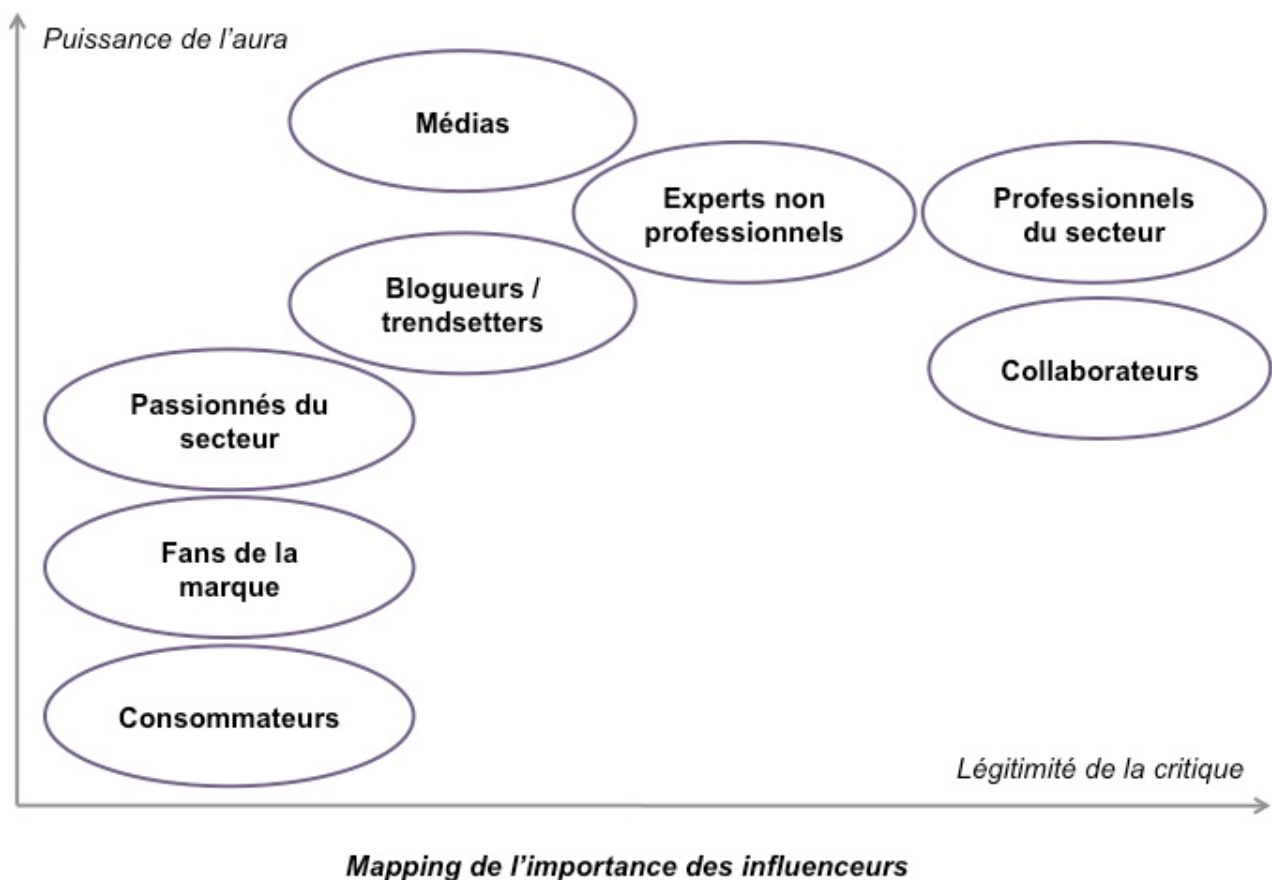 Puissance de l’aura
Médias
Experts non
professionnels
Professionnels
du secteur
Blogueurs /
trendsetters
Collaborateurs
Passionnés du
secteur
Fans de la
marque
Consommateurs
Légitimité de la critique
Mapping de l’importance des influenceurs